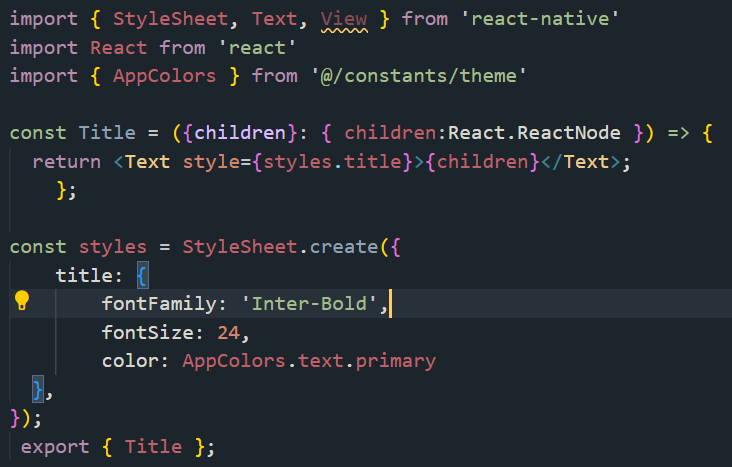 import { StyleSheet, Text, View } from 'react-native'
import React from 'react'
import { AppColors } from '@/constants/theme'

const Title = ({children}: { children:React.ReactNode }) => {
  return <Text style={styles.title}>{children}</Text>;
    };

const styles = StyleSheet.create({
    title: {
        fontFamily: 'Inter-Bold',
        fontSize: 24,
        color: AppColors.text.primary
  },
});
 export { Title };